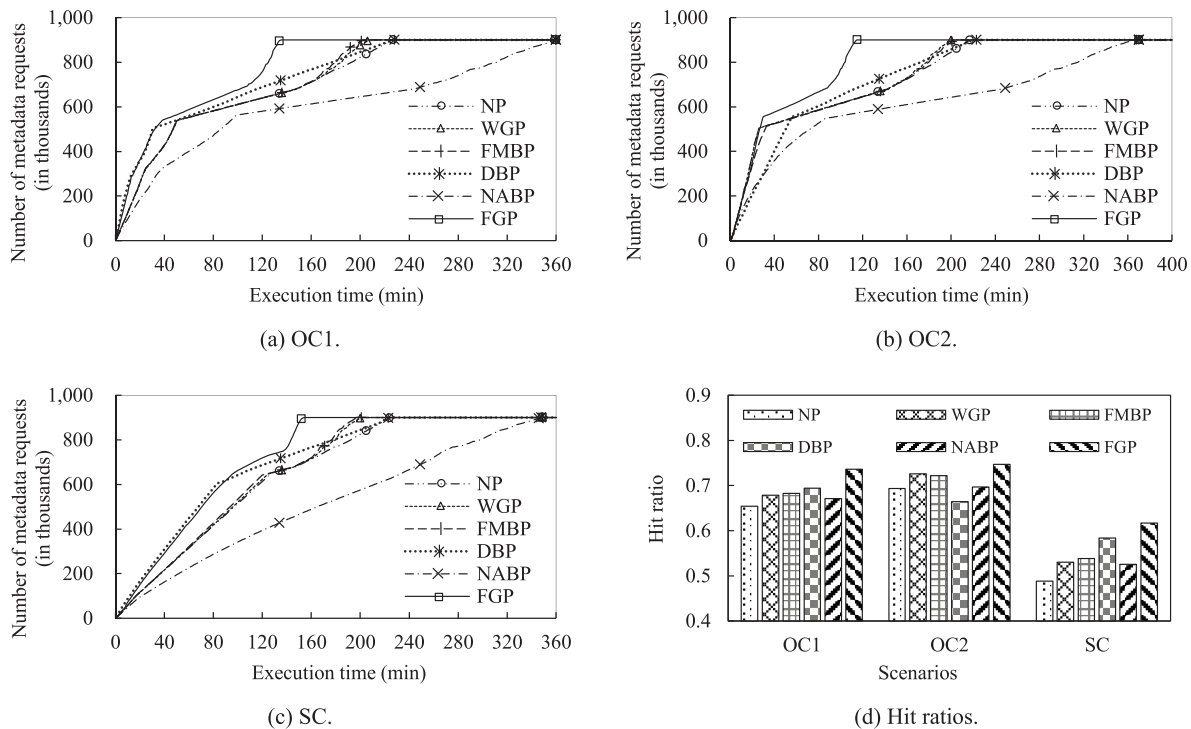 1,000
800
600
400
200
0
Number of metadata requests
(in thousands)
NP
WGP
FMBP
DBP
NABP
FGP
0 40 80 120 160 200 240 280 320 360
Execution time (min)
(a) OC1.
1,000
800
600
400
200
0
Number of metadata requests
(in thousands)
NP
WGP
FMBP
DBP
NABP
FGP
0 40 80 120 160 200 240 280 320 360 400
Execution time (min)
(b) OC2.
1,000
800
600
400
200
0
Number of metadata requests
(in thousands)
NP
WGP
FMBP
DBP
NABP
FGP
0 40 80 120 160 200 240 280 320 360
Execution time (min)
(c) SC.
0.9
0.8
0.7
0.6
0.5
0.4
Hit ratio
NP WGP FMBP
DBP NABP FGP
OC1 OC2 SC
Scenarios
(d) Hit ratios.